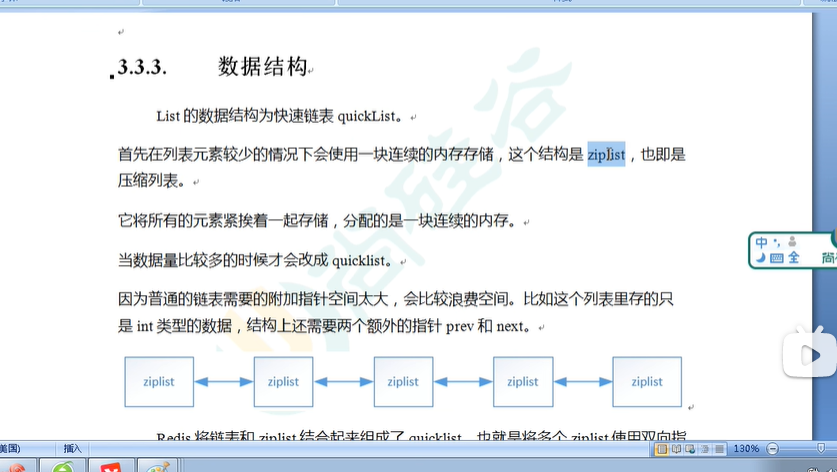 3.3.3. 数据结构
List 的数据结构为快速链表 quickList。
首先在列表元素较少的情况下会使用一块连续的内存存储，这个结构是 ziplist，也即是
压缩列表。
它将所有的元素紧挨着一起存储，分配的是一块连续的内存。
当数据量比较多的时候才会改成 quicklist。
因为普通的链表需要的附加指针空间太大，会比较浪费空间。比如这个列表里存的只
是 int 类型的数据，结构上还需要两个额外的指针 prev 和 next。
ziplist ziplist ziplist ziplist ziplist
Redis 将链表和 ziplist 结合起来组成了 quicklist，也就是将多个 ziplist 使用双向指
尚硅谷
中
全 简
美国) 插入 130%